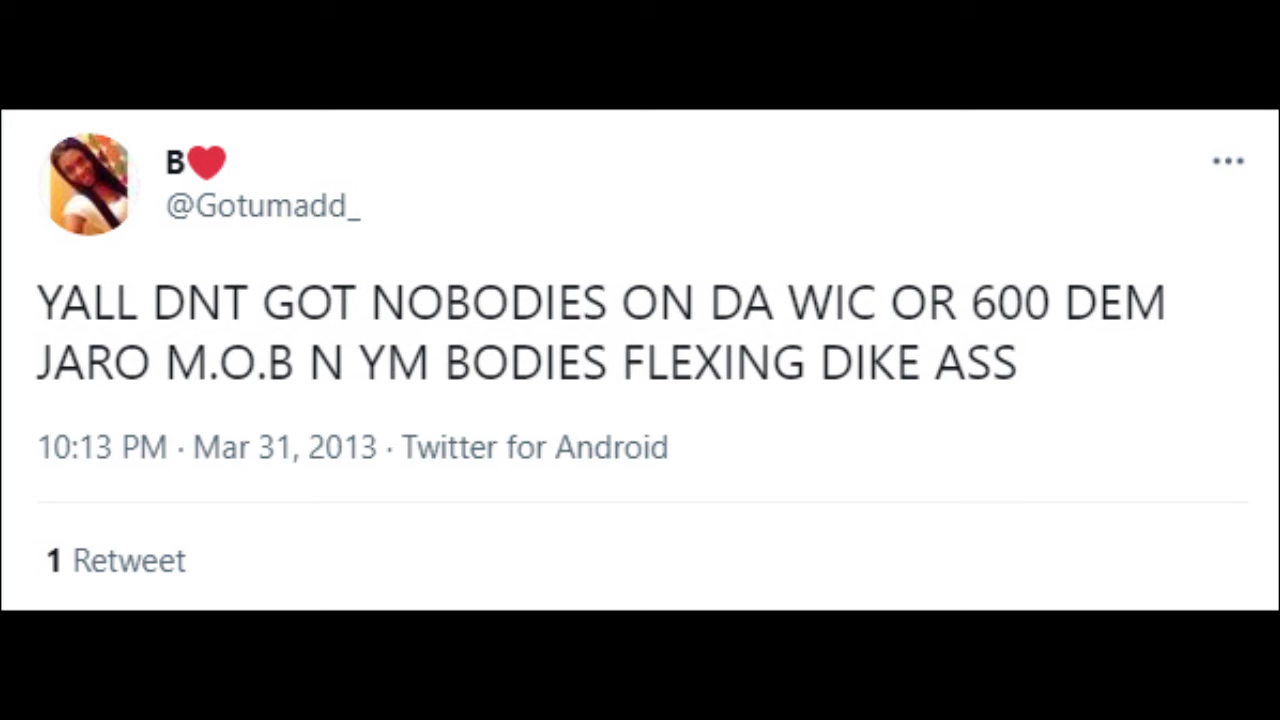 B❤️
@Gotumadd_
YALL DNT GOT NOBODIES ON DA WIC OR 600 DEM
JARO M.O.B N YM BODIES FLEXING DIKE ASS
10:13 PM · Mar 31, 2013 · Twitter for Android
1 Retweet